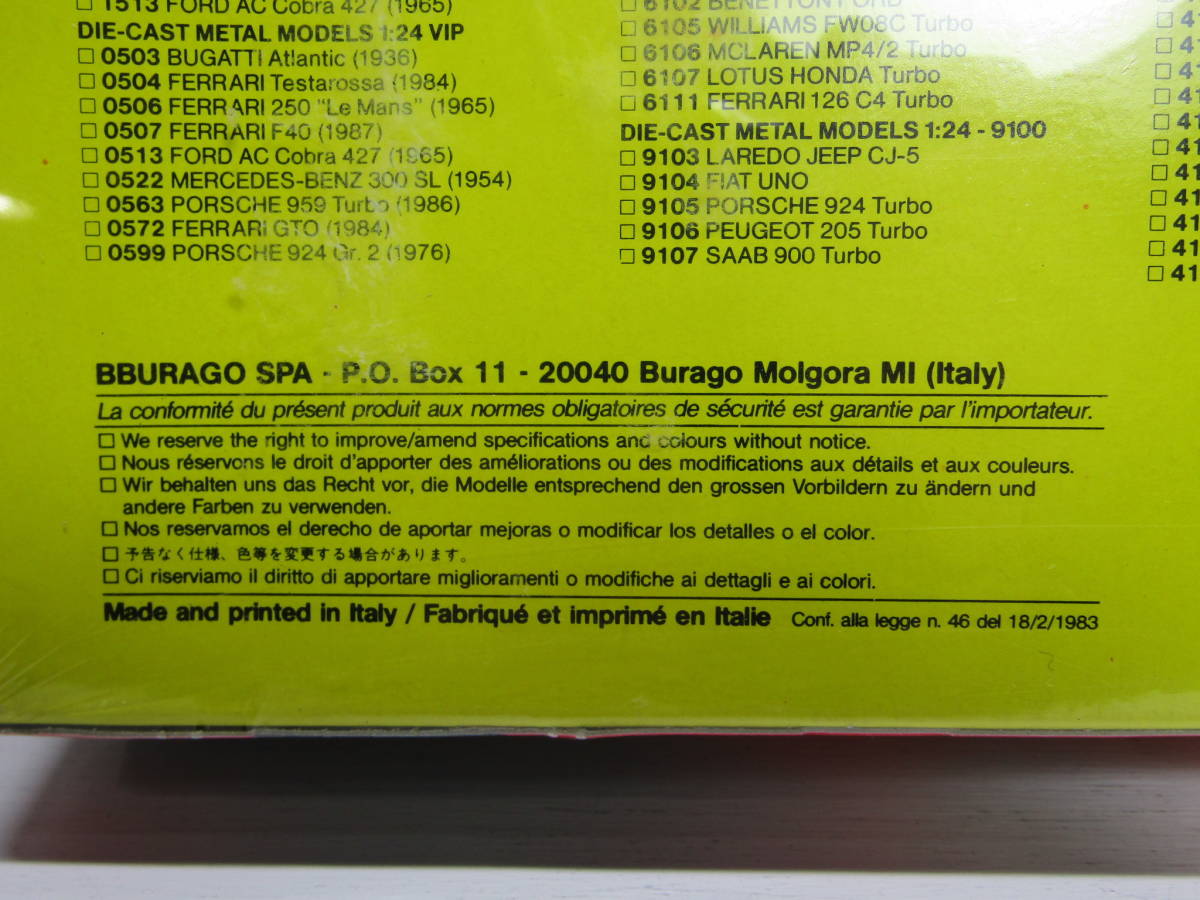 1513 FORD AC Cobra 427 (1965)
DIE-CAST METAL MODELS 1:24 VIP
0503 BUGATTI Atlantic (1936)
0504 FERRARI Testarossa (1984)
0506 FERRARI 250 "Le Mans" (1965)
0507 FERRARI F40 (1987)
0513 FORD AC Cobra 427 (1965)
0522 MERCEDES-BENZ 300 SL (1954)
0563 PORSCHE 959 Turbo (1986)
0572 FERRARI GTO (1984)
0599 PORSCHE 924 Gr. 2 (1976)
6102 BENETTON FORD
6105 WILLIAMS FW08C Turbo
6106 MCLAREN MP4/2 Turbo
6107 LOTUS HONDA Turbo
6111 FERRARI 126 C4 Turbo
DIE-CAST METAL MODELS 1:24 - 9100
9103 LAREDO JEEP CJ-5
9104 FIAT UNO
9105 PORSCHE 924 Turbo
9106 PEUGEOT 205 Turbo
9107 SAAB 900 Turbo
BBURAGO SPA - P.O. Box 11 - 20040 Burago Molgora MI (Italy)
La conformité du présent produit aux normes obligatoires de sécurité est garantie par l'importateur.
We reserve the right to improve/amend specifications and colours without notice.
Nous réservons le droit d'apporter des améliorations ou des modifications aux détails et aux couleurs.
Wir behalten uns das Recht vor, die Modelle entsprechend den grossen Vorbildern zu ändern und
andere Farben zu verwenden.
Nos reservamos el derecho de aportar mejoras o modificar los detalles o el color.
予告なく仕様、色等を変更する場合があります。
Ci riserviamo il diritto di apportare miglioramenti o modifiche ai dettagli e ai colori.
Made and printed in Italy / Fabriqué et imprimé en Italie Conf. alla legge n. 46 del 18/2/1983